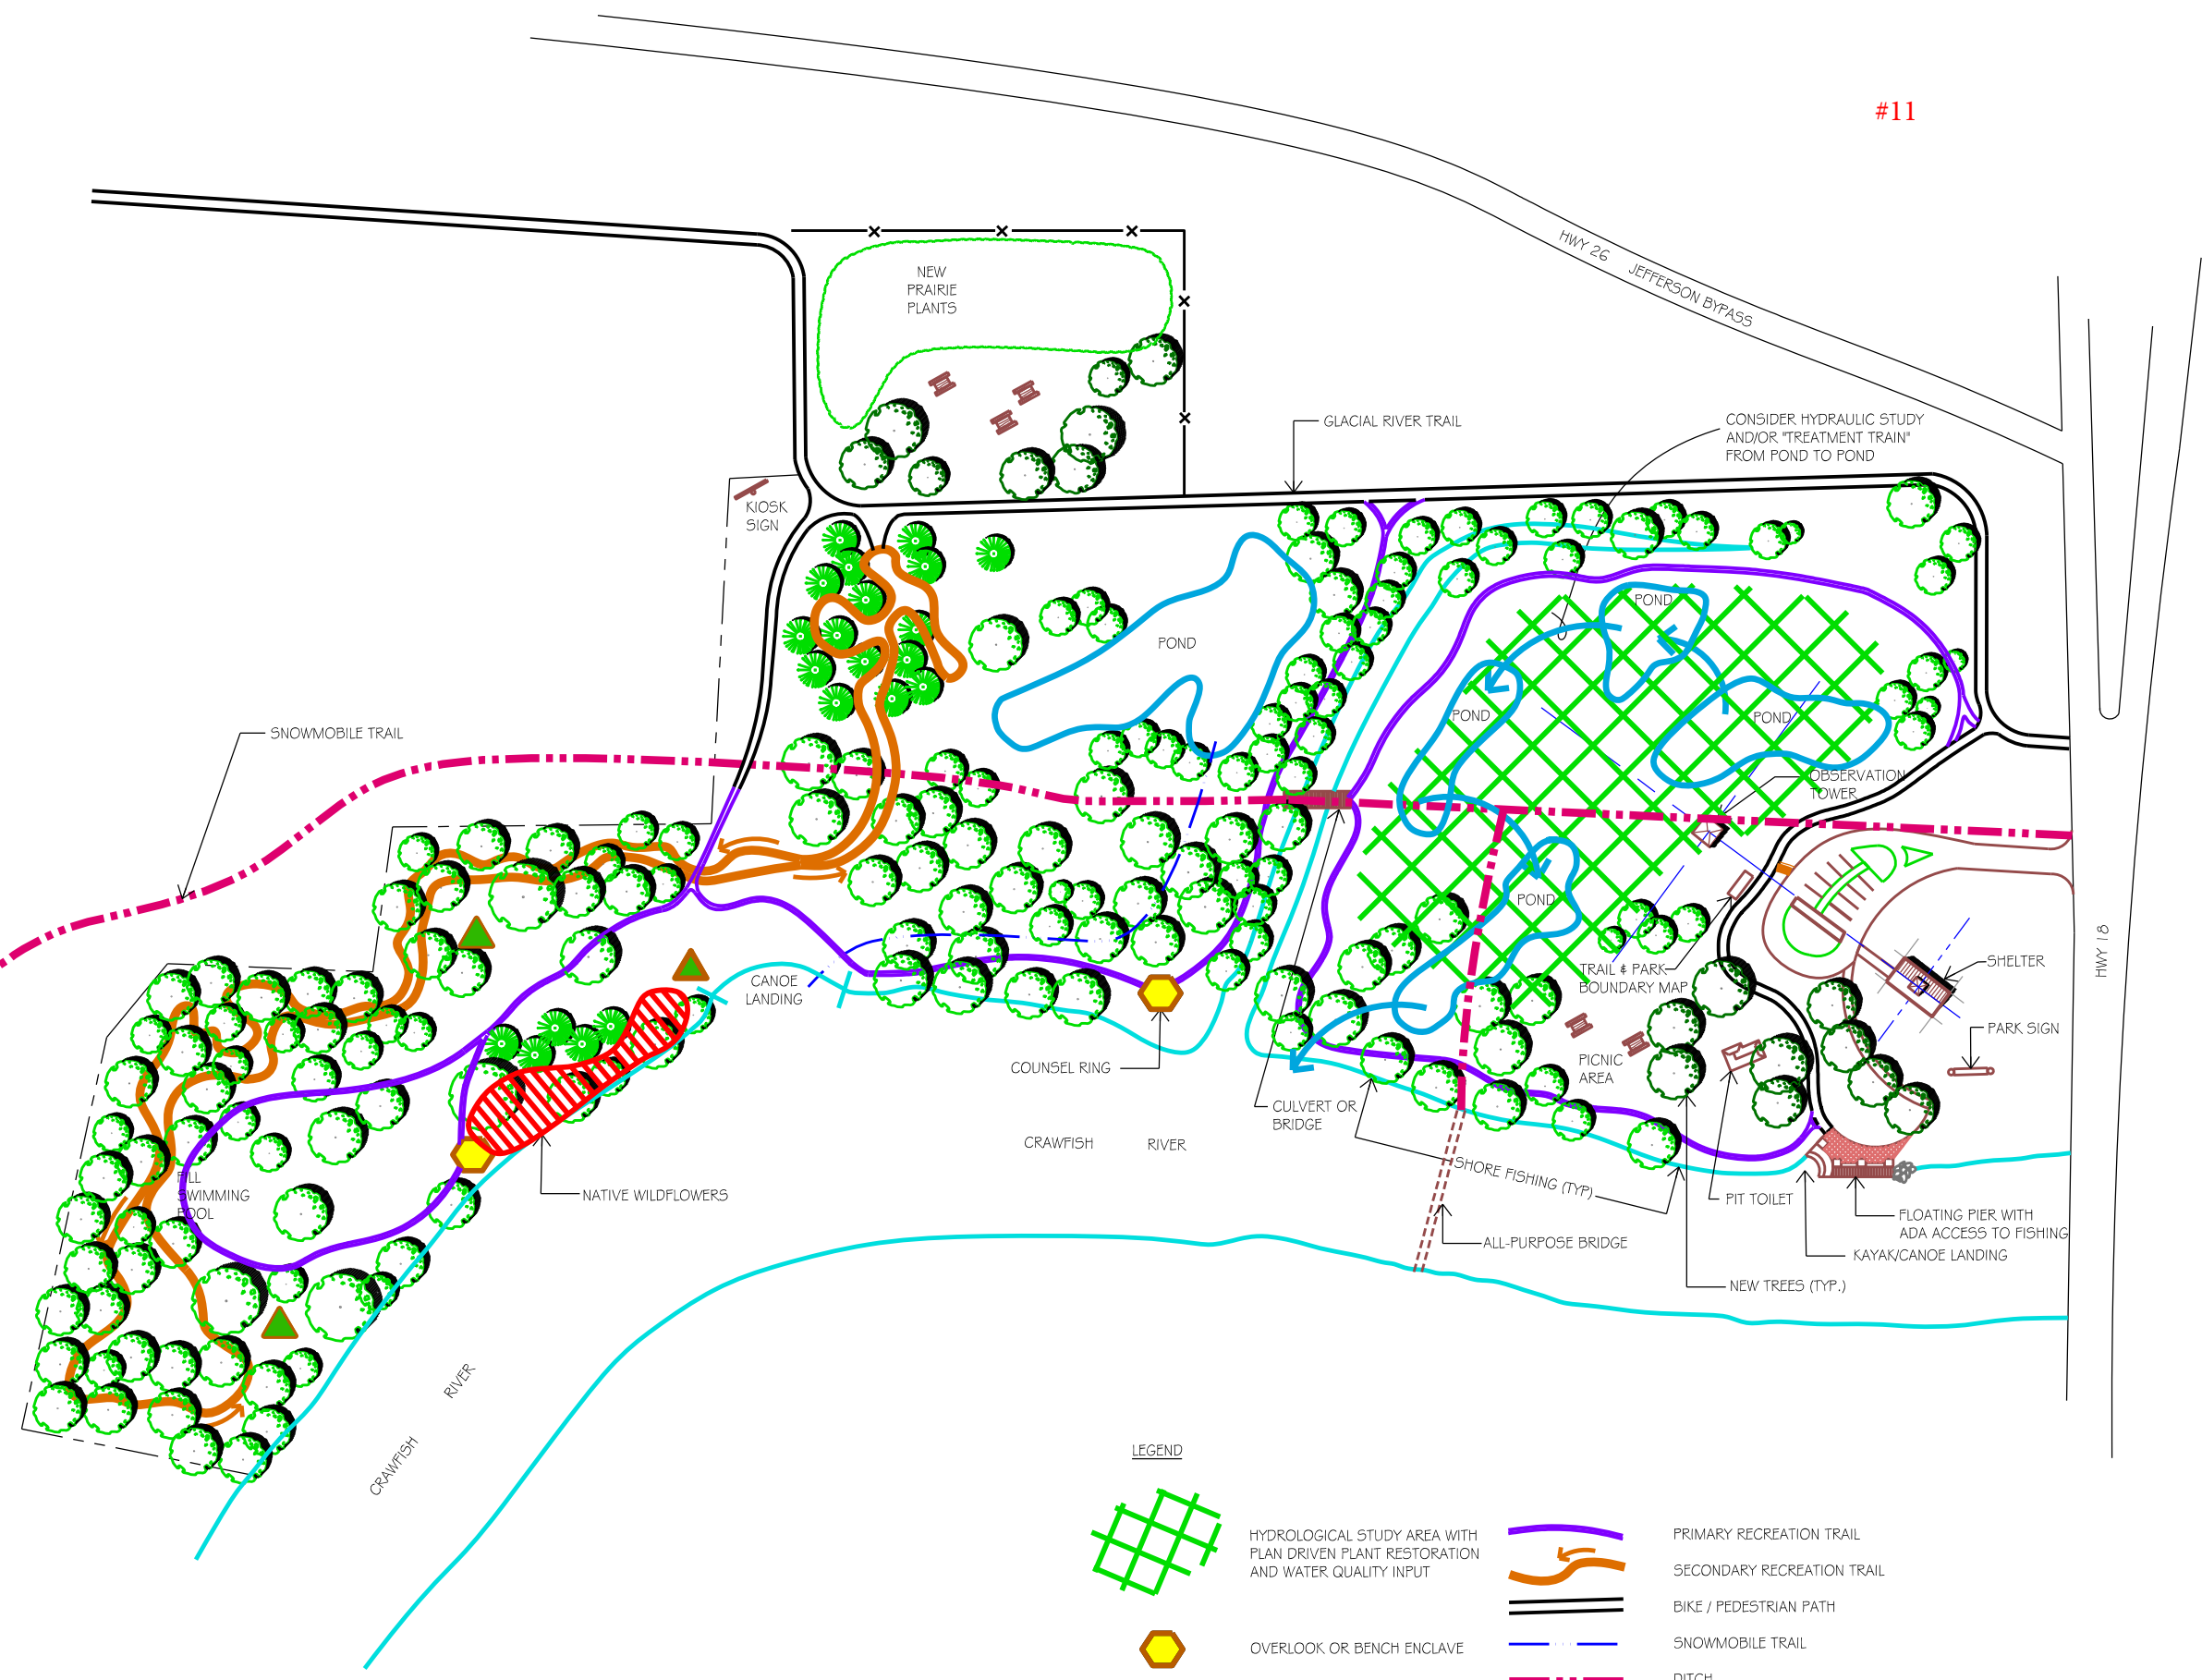 #11
HWY 26 JEFFERSON BYPASS
NEW
PRAIRIE
PLANTS
GLACIAL RIVER TRAIL
CONSIDER HYDRAULIC STUDY
AND/OR "TREATMENT TRAIN"
FROM POND TO POND
KIOSK
SIGN
POND
POND
POND
POND
SNOWMOBILE TRAIL
OBSERVATION
TOWER
POND
HWY 18
SHELTER
TRAIL & PARK
BOUNDARY MAP
CANOE
LANDING
PARK SIGN
COUNSEL RING
PICNIC
AREA
CULVERT OR
BRIDGE
CRAWFISH RIVER
SHORE FISHING (TYP)
FILL
SWIMMING
POOL
NATIVE WILDFLOWERS
PIT TOILET
FLOATING PIER WITH
ADA ACCESS TO FISHING
ALL-PURPOSE BRIDGE
KAYAK/CANOE LANDING
NEW TREES (TYP.)
CRAWFISH RIVER
LEGEND
HYDROLOGICAL STUDY AREA WITH
PLAN DRIVEN PLANT RESTORATION
AND WATER QUALITY INPUT
OVERLOOK OR BENCH ENCLAVE
PRIMARY RECREATION TRAIL
SECONDARY RECREATION TRAIL
BIKE / PEDESTRIAN PATH
SNOWMOBILE TRAIL
DITCH